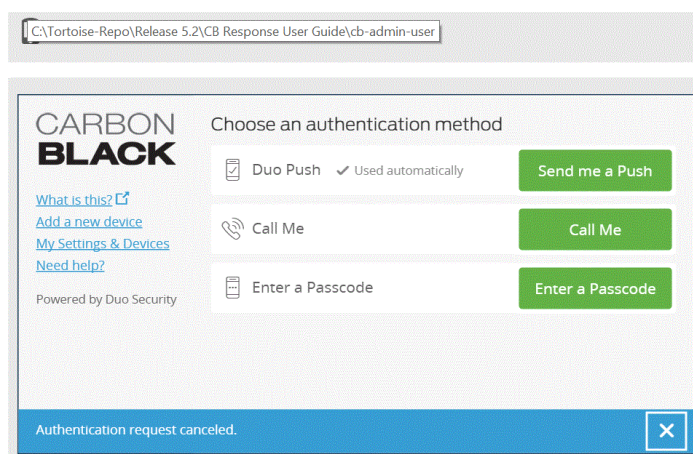 C:\Tortoise-Repo\Release 5.2\CB Response User Guide\cb-admin-user
CARBON
BLACK
What is this?
Add a new device
My Settings & Devices
Need help?
Powered by Duo Security
Choose an authentication method
Duo Push ✔ Used automatically
Send me a Push
Call Me
Call Me
Enter a Passcode
Enter a Passcode
Authentication request canceled.